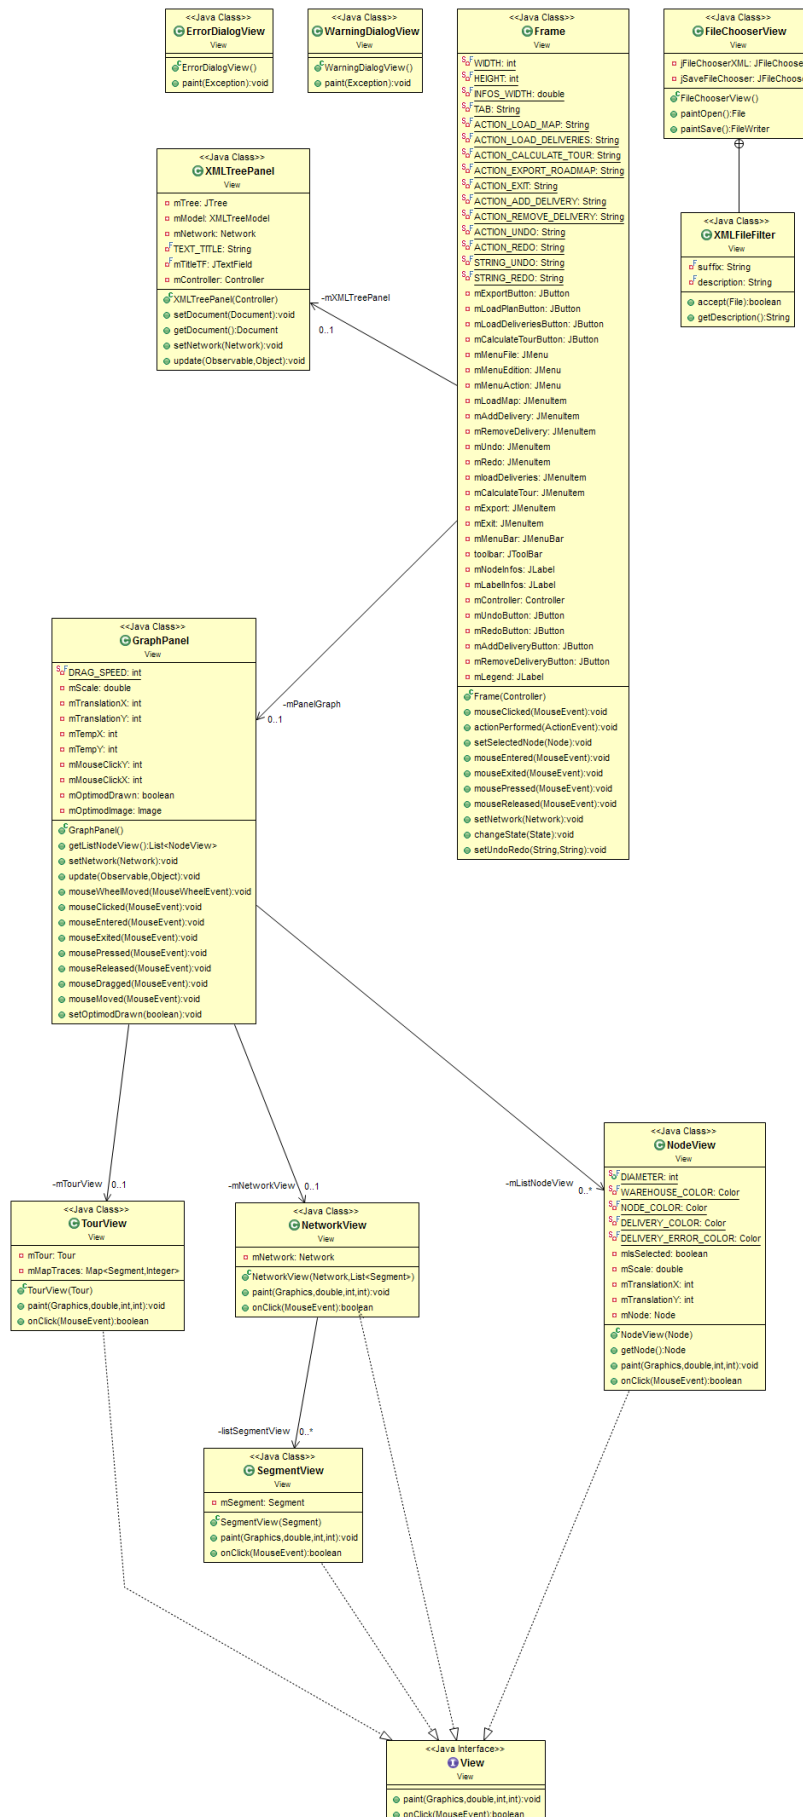 <<Java Class>>
ErrorDialogView
View
ErrorDialogView()
paint(Exception):void
<<Java Class>>
WarningDialogView
View
WarningDialogView()
paint(Exception):void
<<Java Class>>
Frame
View
WIDTH: int
HEIGHT: int
INFOS_WIDTH: double
TAB: String
ACTION_LOAD_MAP: String
ACTION_LOAD_DELIVERIES: String
ACTION_CALCULATE_TOUR: String
ACTION_EXPORT_ROADMAP: String
ACTION_EXIT: String
ACTION_ADD_DELIVERY: String
ACTION_REMOVE_DELIVERY: String
ACTION_UNDO: String
ACTION_REDO: String
STRING_UNDO: String
STRING_REDO: String
mExportButton: JButton
mLoadPlanButton: JButton
mLoadDeliveriesButton: JButton
mCalculateTourButton: JButton
mMenuFile: JMenu
mMenuEdition: JMenu
mMenuAction: JMenu
mLoadMap: JMenuItem
mAddDelivery: JMenuItem
mRemoveDelivery: JMenuItem
mUndo: JMenuItem
mRedo: JMenuItem
mloadDeliveries: JMenuItem
mCalculateTour: JMenuItem
mExport: JMenuItem
mExit: JMenuItem
mMenuBar: JMenuBar
toolbar: JToolBar
mNodeInfos: JLabel
mLabelInfos: JLabel
mController: Controller
mUndoButton: JButton
mRedoButton: JButton
mAddDeliveryButton: JButton
mRemoveDeliveryButton: JButton
mLegend: JLabel
Frame(Controller)
mouseClicked(MouseEvent):void
actionPerformed(ActionEvent):void
setSelectedNode(Node):void
mouseEntered(MouseEvent):void
mouseExited(MouseEvent):void
mousePressed(MouseEvent):void
mouseReleased(MouseEvent):void
setNetwork(Network):void
changeState(State):void
setUndoRedo(String,String):void
<<Java Class>>
FileChooserView
View
jFileChooserXML: JFileChooser
jSaveFileChooser: JFileChoose
FileChooserView()
paintOpen():File
paintSave():FileWriter
<<Java Class>>
XMLFileFilter
View
suffix: String
description: String
accept(File):boolean
getDescription():String
<<Java Class>>
XMLTreePanel
View
mTree: JTree
mModel: XMLTreeModel
mNetwork: Network
TEXT_TITLE: String
mTitleTF: JTextField
mController: Controller
XMLTreePanel(Controller)
setDocument(Document):void
getDocument():Document
setNetwork(Network):void
update(Observable,Object):void
-mXMLTreePanel
0..1
-mPanelGraph
0..1
<<Java Class>>
GraphPanel
View
DRAG_SPEED: int
mScale: double
mTranslationX: int
mTranslationY: int
mTempX: int
mTempY: int
mMouseClickY: int
mMouseClickX: int
mOptimodDrawn: boolean
mOptimodImage: Image
GraphPanel()
getListNodeView():List<NodeView>
setNetwork(Network):void
update(Observable,Object):void
mouseWheelMoved(MouseWheelEvent):void
mouseClicked(MouseEvent):void
mouseEntered(MouseEvent):void
mouseExited(MouseEvent):void
mousePressed(MouseEvent):void
mouseReleased(MouseEvent):void
mouseDragged(MouseEvent):void
mouseMoved(MouseEvent):void
setOptimodDrawn(boolean):void
-mTourView 0..1
-mNetworkView 0..1
-mListNodeView 0..*
<<Java Class>>
TourView
View
mTour: Tour
mMapTraces: Map<Segment,Integer>
TourView(Tour)
paint(Graphics,double,int,int):void
onClick(MouseEvent):boolean
<<Java Class>>
NetworkView
View
mNetwork: Network
NetworkView(Network,List<Segment>)
paint(Graphics,double,int,int):void
onClick(MouseEvent):boolean
<<Java Class>>
NodeView
View
DIAMETER: int
WAREHOUSE_COLOR: Color
NODE_COLOR: Color
DELIVERY_COLOR: Color
DELIVERY_ERROR_COLOR: Color
mIsSelected: boolean
mScale: double
mTranslationX: int
mTranslationY: int
mNode: Node
NodeView(Node)
getNode():Node
paint(Graphics,double,int,int):void
onClick(MouseEvent):boolean
-listSegmentView 0..*
<<Java Class>>
SegmentView
View
mSegment: Segment
SegmentView(Segment)
paint(Graphics,double,int,int):void
onClick(MouseEvent):boolean
<<Java Interface>>
View
View
paint(Graphics,double,int,int):void
onClick(MouseEvent):boolean